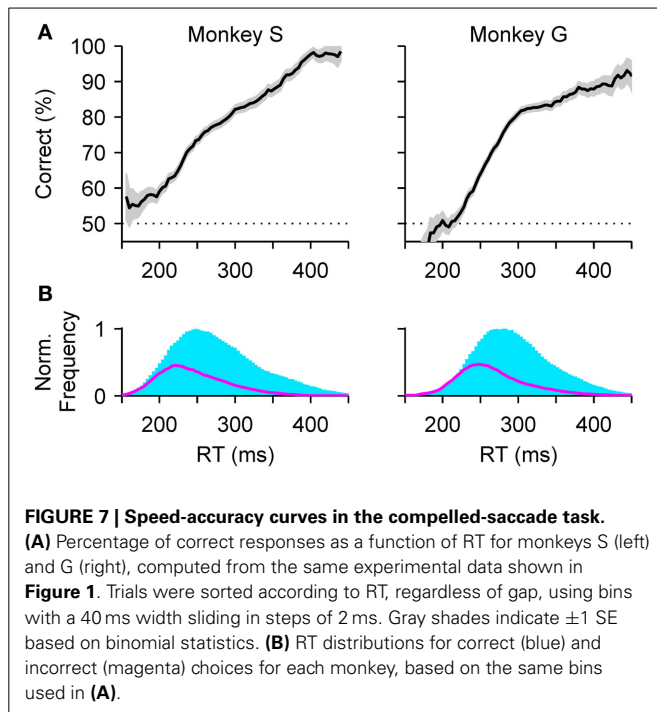 A
Monkey S
Monkey G
Correct (%)
100
90
80
70
60
50
200 300 400
200 300 400
B
Norm.
Frequency
1
0
200 300 400
200 300 400
RT (ms)
RT (ms)
FIGURE 7 | Speed-accuracy curves in the compelled-saccade task.
(A) Percentage of correct responses as a function of RT for monkeys S (left)
and G (right), computed from the same experimental data shown in
Figure 1. Trials were sorted according to RT, regardless of gap, using bins
with a 40 ms width sliding in steps of 2 ms. Gray shades indicate ±1 SE
based on binomial statistics. (B) RT distributions for correct (blue) and
incorrect (magenta) choices for each monkey, based on the same bins
used in (A).